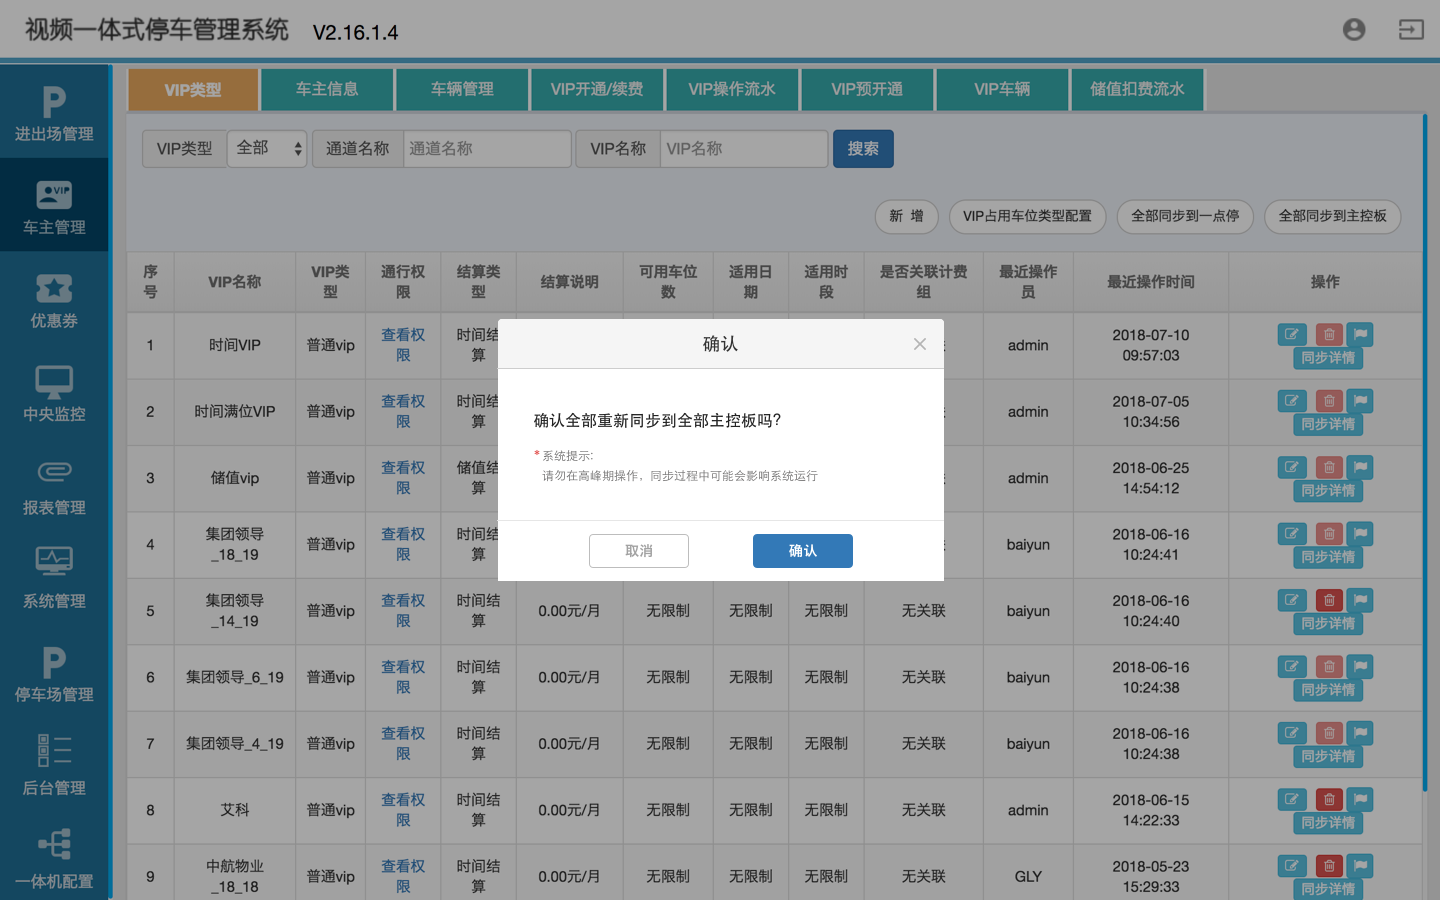 视频一体式停车管理系统 V2.16.1.4
进出场管理
车主管理
优惠券
中央监控
报表管理
系统管理
停车场管理
后台管理
一体机配置
VIP类型 车主信息 车辆管理 VIP开通/续费 VIP操作流水 VIP预开通 VIP车辆 储值扣费流水
VIP类型 全部 通道名称 通道名称 VIP名称 VIP名称 搜索
新 增 VIP占用车位类型配置 全部同步到一点停 全部同步到主控板
序号 VIP名称 VIP类型 通行权限 结算类型 结算说明 可用车位数 适用日期 适用时段 是否关联计费组 最近操作员 最近操作时间 操作
1 时间VIP 普通vip 查看权限 时间结算 admin 2018-07-10 09:57:03 同步详情
2 时间满位VIP 普通vip 查看权限 时间结算 admin 2018-07-05 10:34:56 同步详情
3 储值vip 普通vip 查看权限 储值结算 admin 2018-06-25 14:54:12 同步详情
4 集团领导_18_19 普通vip 查看权限 时间结算 baiyun 2018-06-16 10:24:41 同步详情
5 集团领导_14_19 普通vip 查看权限 时间结算 0.00元/月 无限制 无限制 无限制 无关联 baiyun 2018-06-16 10:24:40 同步详情
6 集团领导_6_19 普通vip 查看权限 时间结算 0.00元/月 无限制 无限制 无限制 无关联 baiyun 2018-06-16 10:24:38 同步详情
7 集团领导_4_19 普通vip 查看权限 时间结算 0.00元/月 无限制 无限制 无限制 无关联 baiyun 2018-06-16 10:24:38 同步详情
8 艾科 普通vip 查看权限 时间结算 0.00元/月 无限制 无限制 无限制 无关联 admin 2018-06-15 14:22:33 同步详情
9 中航物业_18_18 普通vip 查看权限 时间结算 0.00元/月 无限制 无限制 无限制 无关联 GLY 2018-05-23 15:29:33 同步详情
确认
确认全部重新同步到全部主控板吗?
*系统提示:
请勿在高峰期操作，同步过程中可能会影响系统运行
取消 确认